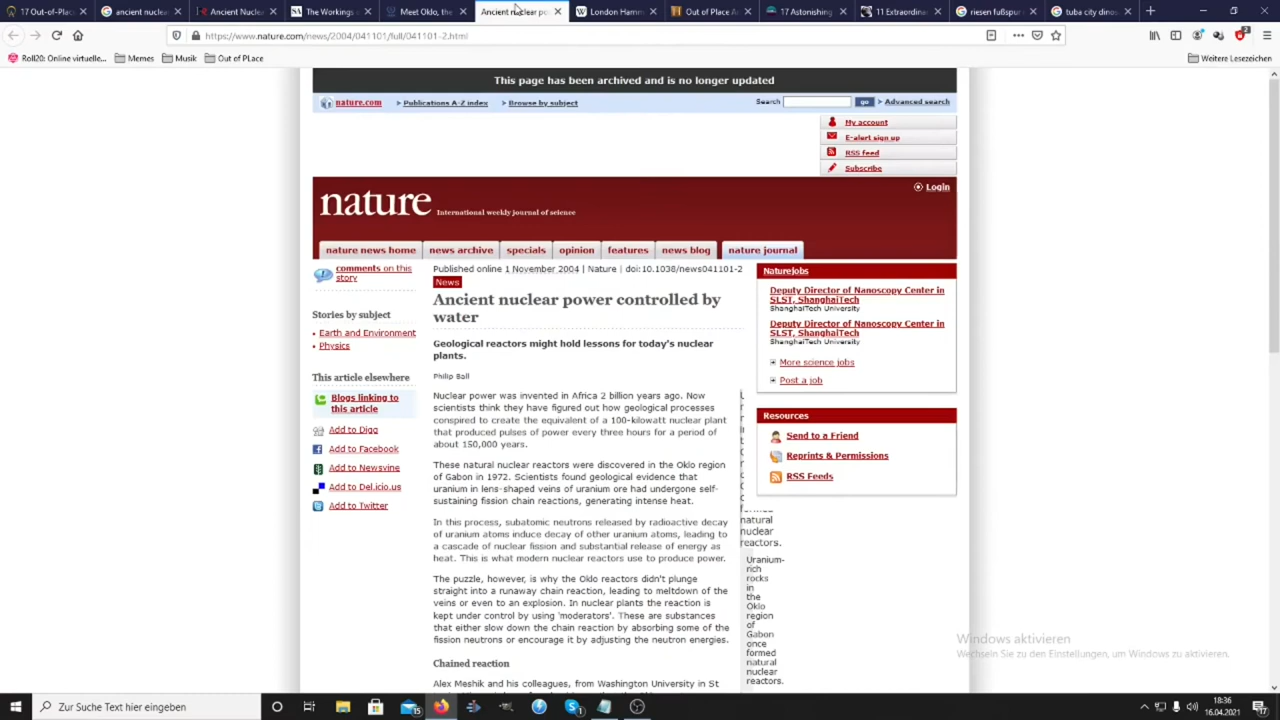 17 Out-of-Place
ancient nuclear
Ancient Nuclear
The Workings
Meet Oklo, the
Ancient nuclear po
London Hamm
Out of Place A
17 Astonishing
11 Extraordinar
riesen fußspur
tuba city dinos
https://www.nature.com/news/2004/041101/full/041101-2.html
Roll20: Online virtuelle... Memes Musik Out of PLace Weitere Lesezeichen
This page has been archived and is no longer updated
nature.com Publications A-Z index Browse by subject Search go Advanced search
My account
E-alert sign up
RSS feed
Subscribe
Login
nature International weekly journal of science
nature news home news archive specials opinion features news blog nature journal
comments on this
story
Stories by subject
Earth and Environment
Physics
This article elsewhere
Blogs linking to
this article
Add to Digg
Add to Facebook
Add to Newsvine
Add to Del.icio.us
Add to Twitter
Published online 1 November 2004 | Nature | doi:10.1038/news041101-2
News
Ancient nuclear power controlled by
water
Geological reactors might hold lessons for today's nuclear
plants.
Philip Ball
Nuclear power was invented in Africa 2 billion years ago. Now
scientists think they have figured out how geological processes
conspired to create the equivalent of a 100-kilowatt nuclear plant
that produced pulses of power every three hours for a period of
about 150,000 years.
These natural nuclear reactors were discovered in the Oklo region
of Gabon in 1972. Scientists found geological evidence that
uranium in lens-shaped veins of uranium ore had undergone self-
sustaining fission chain reactions, generating intense heat.
In this process, subatomic neutrons released by radioactive decay
of uranium atoms induce decay of other uranium atoms, leading to
a cascade of nuclear fission and substantial release of energy as
heat. This is what modern nuclear reactors use to produce power.
The puzzle, however, is why the Oklo reactors didn't plunge
straight into a runaway chain reaction, leading to meltdown of the
veins or even to an explosion. In nuclear plants the reaction is
kept under control by using 'moderators'. These are substances
that either slow down the chain reaction by absorbing some of the
fission neutrons or encourage it by adjusting the neutron energies.
Chained reaction
Alex Meshik and his colleagues, from Washington University in St
natural
nuclear
reactors.
Uranium-
rich
rocks
in
the
Oklo
region
of
Gabon
once
formed
natural
nuclear
reactors.
Naturejobs
Deputy Director of Nanoscopy Center in
SLST, ShanghaiTech
ShanghaiTech University
Deputy Director of Nanoscopy Center in
SLST, ShanghaiTech
ShanghaiTech University
More science jobs
Post a job
Resources
Send to a Friend
Reprints & Permissions
RSS Feeds
Windows aktivieren
Wechseln Sie zu den Einstellungen, um Windows zu aktivieren.
Zur Suche Text hier eingeben
18:36
16.04.2021
17